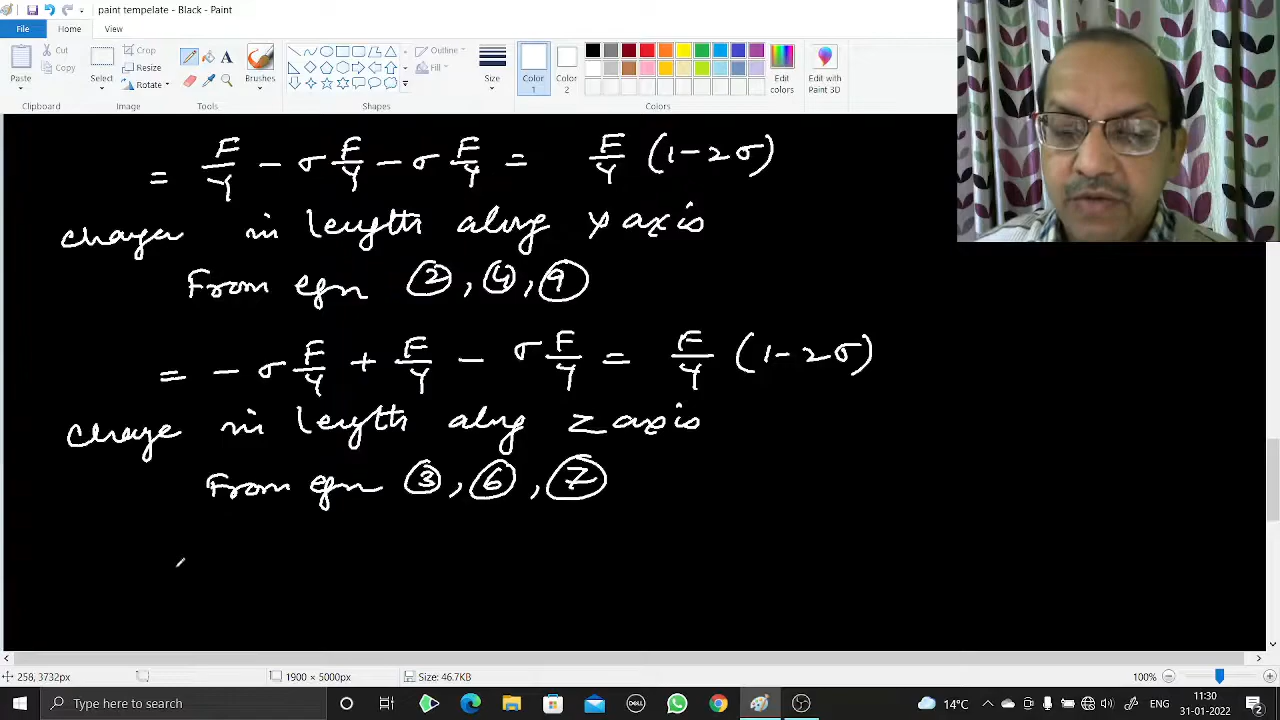 paint tempelate - Black - Paint
File Home View
Paste Cut Copy Select Crop Resize Rotate Brushes Outline Fill Size Color 1 Color 2 Edit colors Edit with Paint 3D
Clipboard Image Tools Shapes Colors
= F/Y - σ F/Y - σ F/Y = F/Y (1-2σ)
in length along Y axis
From eqn ②, ④, ⑨
= - σ F/Y + F/Y - σ F/Y = F/Y (1-2σ)
Change in length along Z axis
From eqn ③, ⑥, ⑦
258, 3732px 1900 × 5000px Size: 46.7KB 100%
Type here to search DELL 14°C ENG 11:30 31-01-2022 2